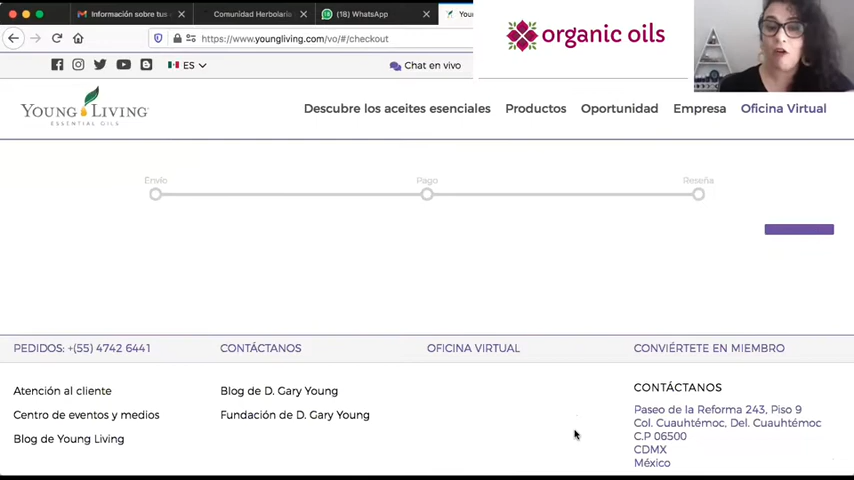 Información sobre tus
Comunidad Herbolario
(18) WhatsApp
You
https://www.youngliving.com/vo/#/checkout
organic oils
ES
Chat en vivo
YOUNG LIVING
ESSENTIAL OILS
Descubre los aceites esenciales
Productos
Oportunidad
Empresa
Oficina Virtual
Envío
Pago
Reseña
PEDIDOS: +(55) 4742 6441
CONTÁCTANOS
OFICINA VIRTUAL
CONVIÉRTETE EN MIEMBRO
Atención al cliente
Centro de eventos y medios
Blog de Young Living
Blog de D. Gary Young
Fundación de D. Gary Young
CONTÁCTANOS
Paseo de la Reforma 243, Piso 9
Col. Cuauhtémoc, Del. Cuauhtémoc
C.P 06500
CDMX
México